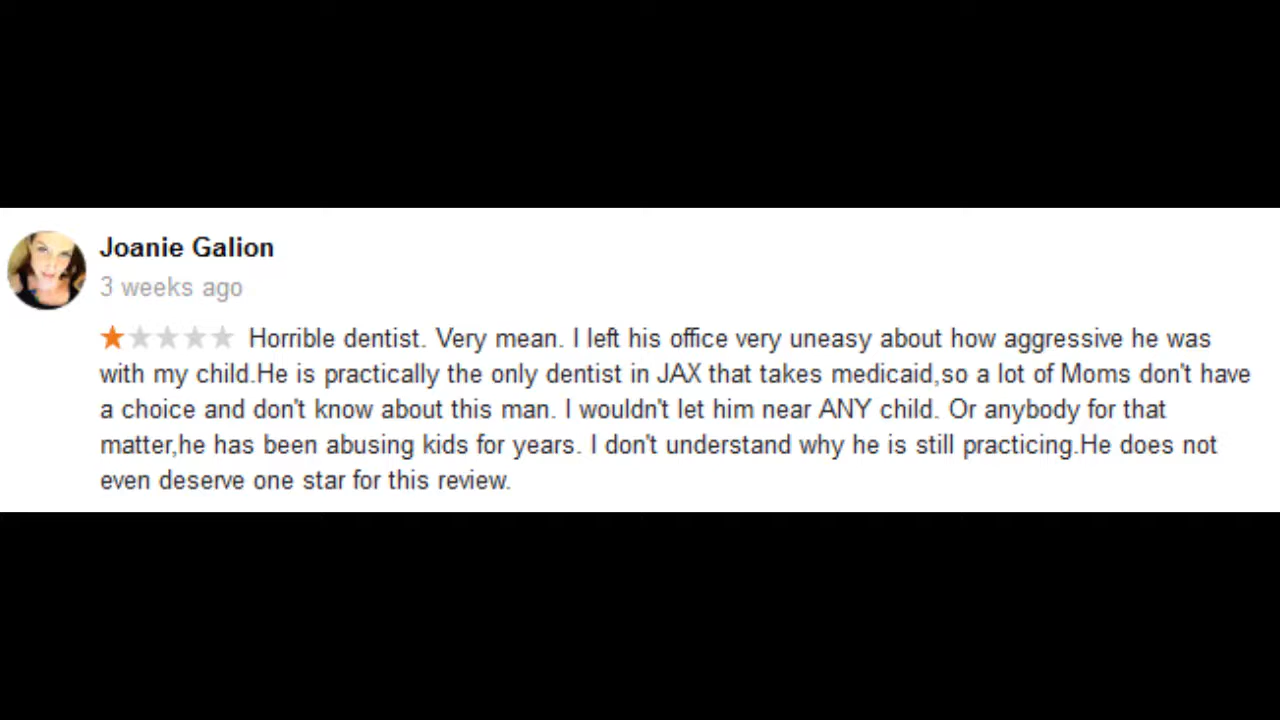 Joanie Galion
3 weeks ago
Horrible dentist. Very mean. I left his office very uneasy about how aggressive he was
with my child.He is practically the only dentist in JAX that takes medicaid,so a lot of Moms don't have
a choice and don't know about this man. I wouldn't let him near ANY child. Or anybody for that
matter,he has been abusing kids for years. I don't understand why he is still practicing.He does not
even deserve one star for this review.